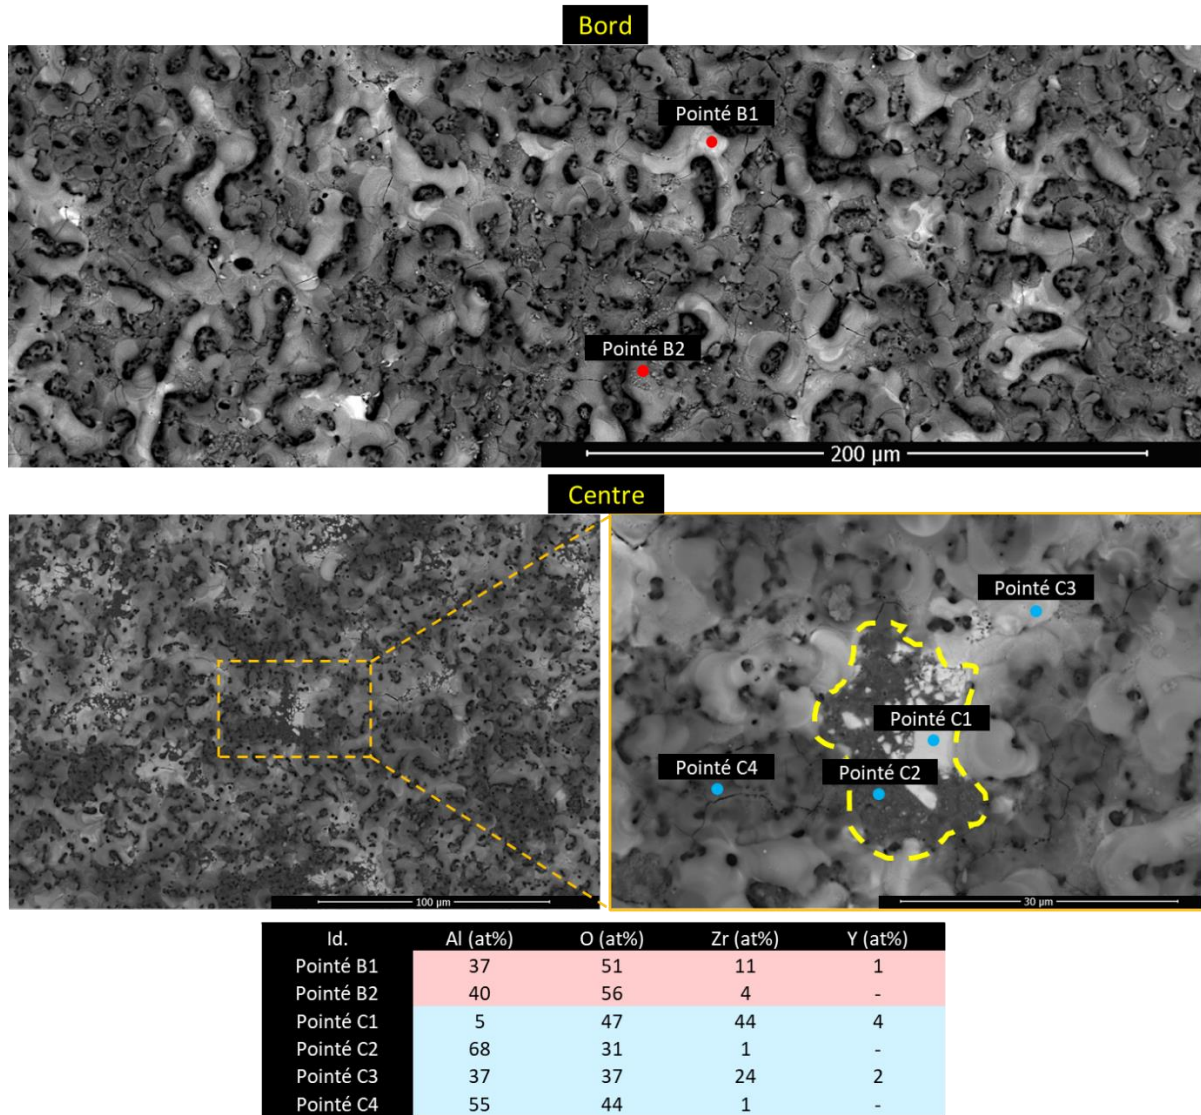 Bord
Pointé B1
Pointé B2
200 µm
Centre
Pointé C3
Pointé C1
Pointé C4
Pointé C2
100 µm
30 µm
Id. Al (at%) O (at%) Zr (at%) Y (at%)
Pointé B1 37 51 11 1
Pointé B2 40 56 4 -
Pointé C1 5 47 44 4
Pointé C2 68 31 1 -
Pointé C3 37 37 24 2
Pointé C4 55 44 1 -